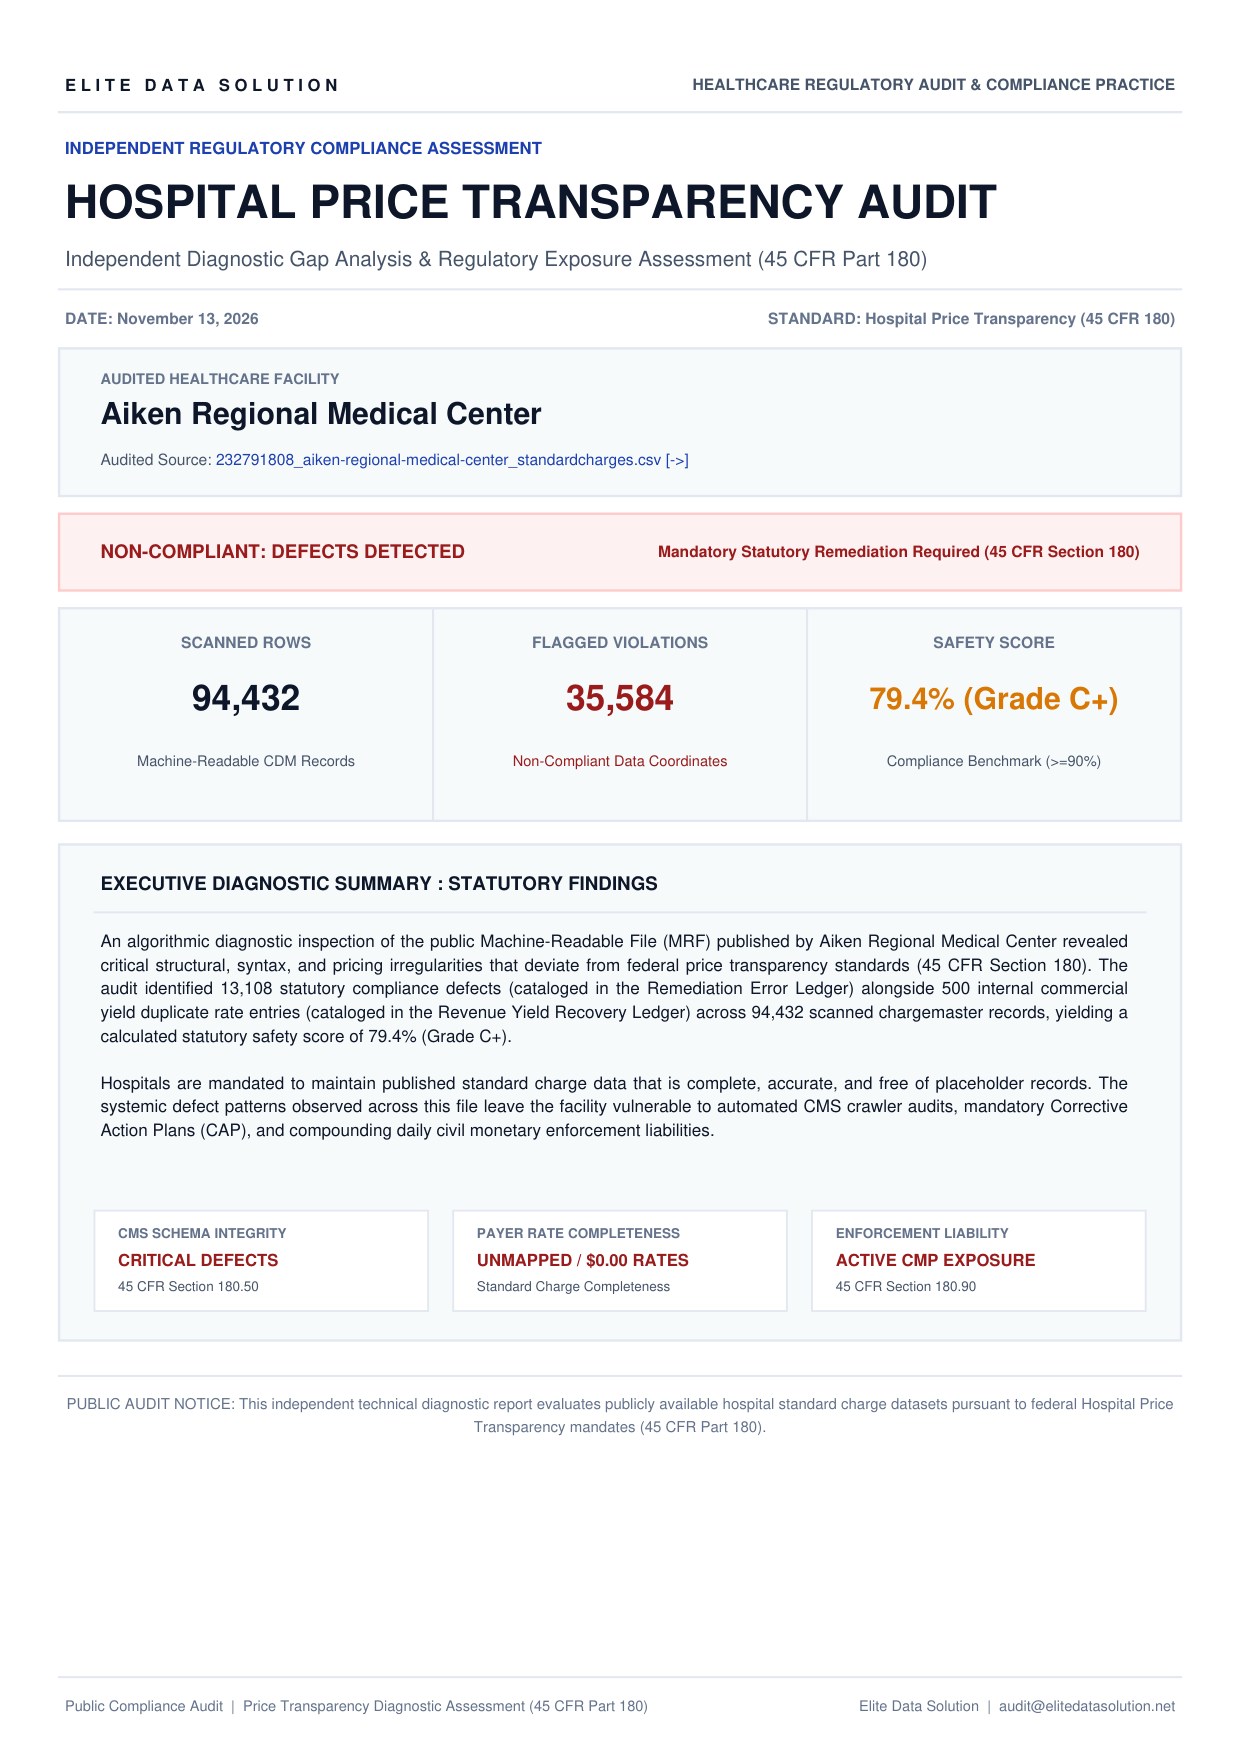 ELITE DATA SOLUTION
HEALTHCARE REGULATORY AUDIT & COMPLIANCE PRACTICE
INDEPENDENT REGULATORY COMPLIANCE ASSESSMENT
HOSPITAL PRICE TRANSPARENCY AUDIT
Independent Diagnostic Gap Analysis & Regulatory Exposure Assessment (45 CFR Part 180)
DATE: November 13, 2026
STANDARD: Hospital Price Transparency (45 CFR 180)
AUDITED HEALTHCARE FACILITY
Aiken Regional Medical Center
Audited Source: 232791808_aiken-regional-medical-center_standardcharges.csv [->]
NON-COMPLIANT: DEFECTS DETECTED
Mandatory Statutory Remediation Required (45 CFR Section 180)
SCANNED ROWS
94,432
Machine-Readable CDM Records
FLAGGED VIOLATIONS
35,584
Non-Compliant Data Coordinates
SAFETY SCORE
79.4% (Grade C+)
Compliance Benchmark (>=90%)
EXECUTIVE DIAGNOSTIC SUMMARY : STATUTORY FINDINGS
An algorithmic diagnostic inspection of the public Machine-Readable File (MRF) published by Aiken Regional Medical Center revealed
critical structural, syntax, and pricing irregularities that deviate from federal price transparency standards (45 CFR Section 180). The
audit identified 13,108 statutory compliance defects (cataloged in the Remediation Error Ledger) alongside 500 internal commercial
yield duplicate rate entries (cataloged in the Revenue Yield Recovery Ledger) across 94,432 scanned chargemaster records, yielding a
calculated statutory safety score of 79.4% (Grade C+).
Hospitals are mandated to maintain published standard charge data that is complete, accurate, and free of placeholder records. The
systemic defect patterns observed across this file leave the facility vulnerable to automated CMS crawler audits, mandatory Corrective
Action Plans (CAP), and compounding daily civil monetary enforcement liabilities.
CMS SCHEMA INTEGRITY
CRITICAL DEFECTS
45 CFR Section 180.50
PAYER RATE COMPLETENESS
UNMAPPED / $0.00 RATES
Standard Charge Completeness
ENFORCEMENT LIABILITY
ACTIVE CMP EXPOSURE
45 CFR Section 180.90
PUBLIC AUDIT NOTICE: This independent technical diagnostic report evaluates publicly available hospital standard charge datasets pursuant to federal Hospital Price
Transparency mandates (45 CFR Part 180).
Public Compliance Audit | Price Transparency Diagnostic Assessment (45 CFR Part 180)
Elite Data Solution | audit@elitedatasolution.net